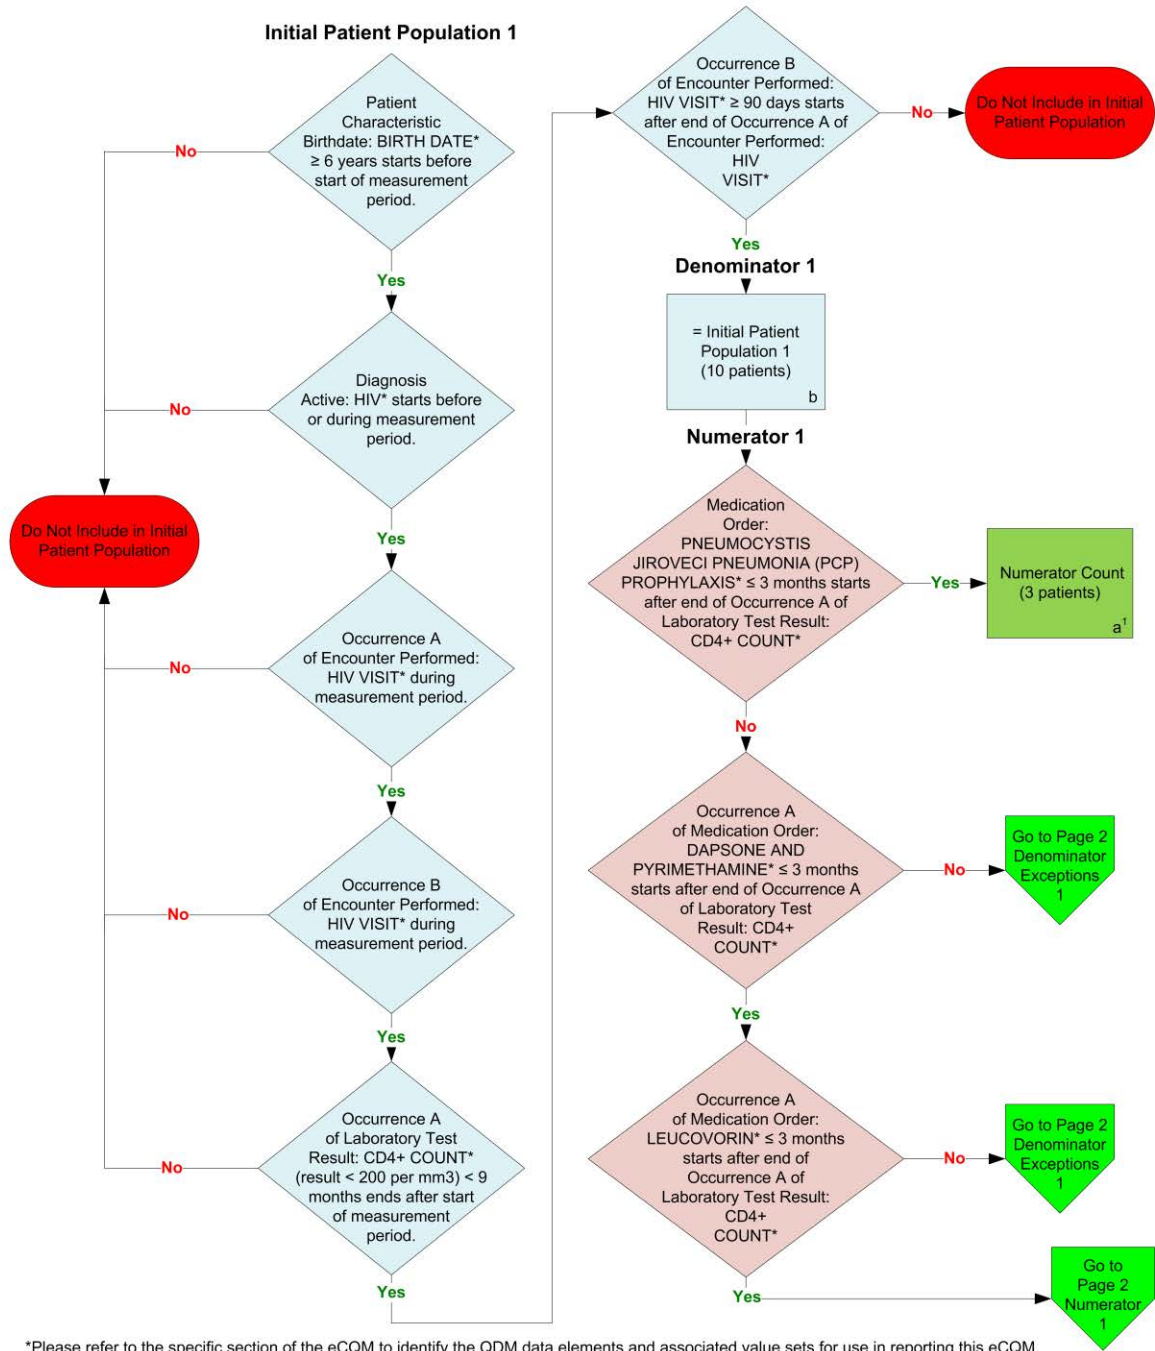 Initial Patient Population 1
Patient
Characteristic
Birthdate: BIRTH DATE*
≥ 6 years starts before
start of measurement
period.
No
Yes
Diagnosis
Active: HIV* starts before
or during measurement
period.
No
Do Not Include in Initial
Patient Population
Yes
Occurrence A
of Encounter Performed:
HIV VISIT* during
measurement period.
No
Yes
Occurrence B
of Encounter Performed:
HIV VISIT* during
measurement period.
No
Yes
Occurrence A
of Laboratory Test
Result: CD4+ COUNT*
(result < 200 per mm3) < 9
months ends after start
of measurement
period.
No
Yes
Occurrence B
of Encounter Performed:
HIV VISIT* ≥ 90 days starts
after end of Occurrence A of
Encounter Performed:
HIV
VISIT*
No
Do Not Include in Initial
Patient Population
Yes
Denominator 1
= Initial Patient
Population 1
(10 patients)
b
Numerator 1
Medication
Order:
PNEUMOCYSTIS
JIROVECI PNEUMONIA (PCP)
PROPHYLAXIS* ≤ 3 months starts
after end of Occurrence A of
Laboratory Test Result:
CD4+ COUNT*
Yes
Numerator Count
(3 patients)
a¹
No
Occurrence A
of Medication Order:
DAPSONE AND
PYRIMETHAMINE* ≤ 3 months
starts after end of Occurrence A
of Laboratory Test
Result: CD4+
COUNT*
No
Go to Page 2
Denominator
Exceptions
1
Yes
Occurrence A
of Medication Order:
LEUCOVORIN* ≤ 3 months
starts after end of
Occurrence A of
Laboratory Test Result:
CD4+
COUNT*
No
Go to Page 2
Denominator
Exceptions
1
Yes
Go to
Page 2
Numerator
1
*Please refer to the specific section of the eCQM to identify the QDM data elements and associated value sets for use in reporting this eCQM